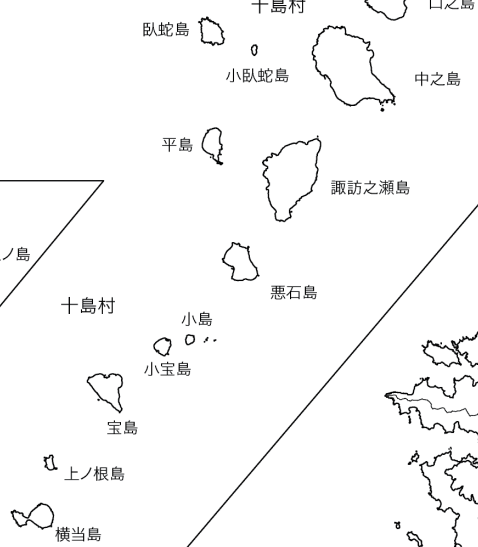 十島村
口之島
臥蛇島
小臥蛇島
中之島
平島
諏訪之瀬島
ノ島
悪石島
十島村
小島
小宝島
宝島
上ノ根島
横当島